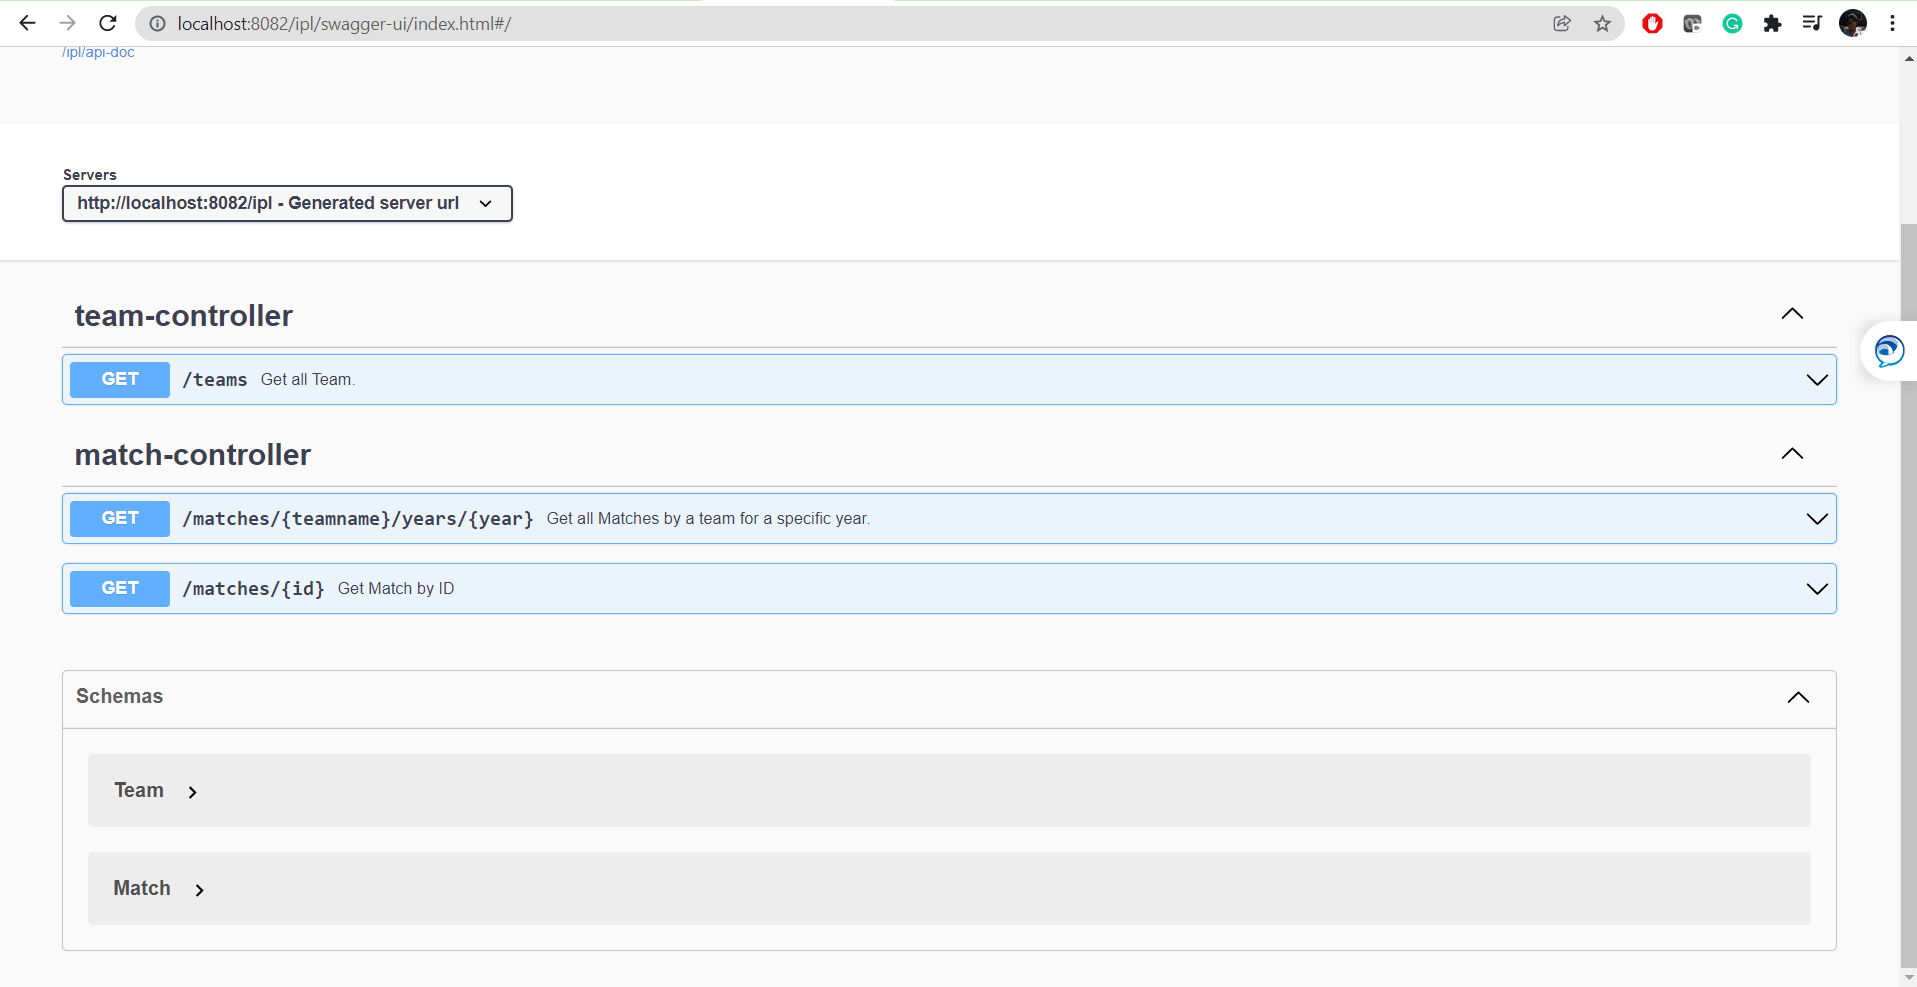 localhost:8082/ipl/swagger-ui/index.html#/
/ipl/api-doc
Servers
http://localhost:8082/ipl - Generated server url
team-controller
GET /teams Get all Team.
match-controller
GET /matches/{teamname}/years/{year} Get all Matches by a team for a specific year.
GET /matches/{id} Get Match by ID
Schemas
Team
Match